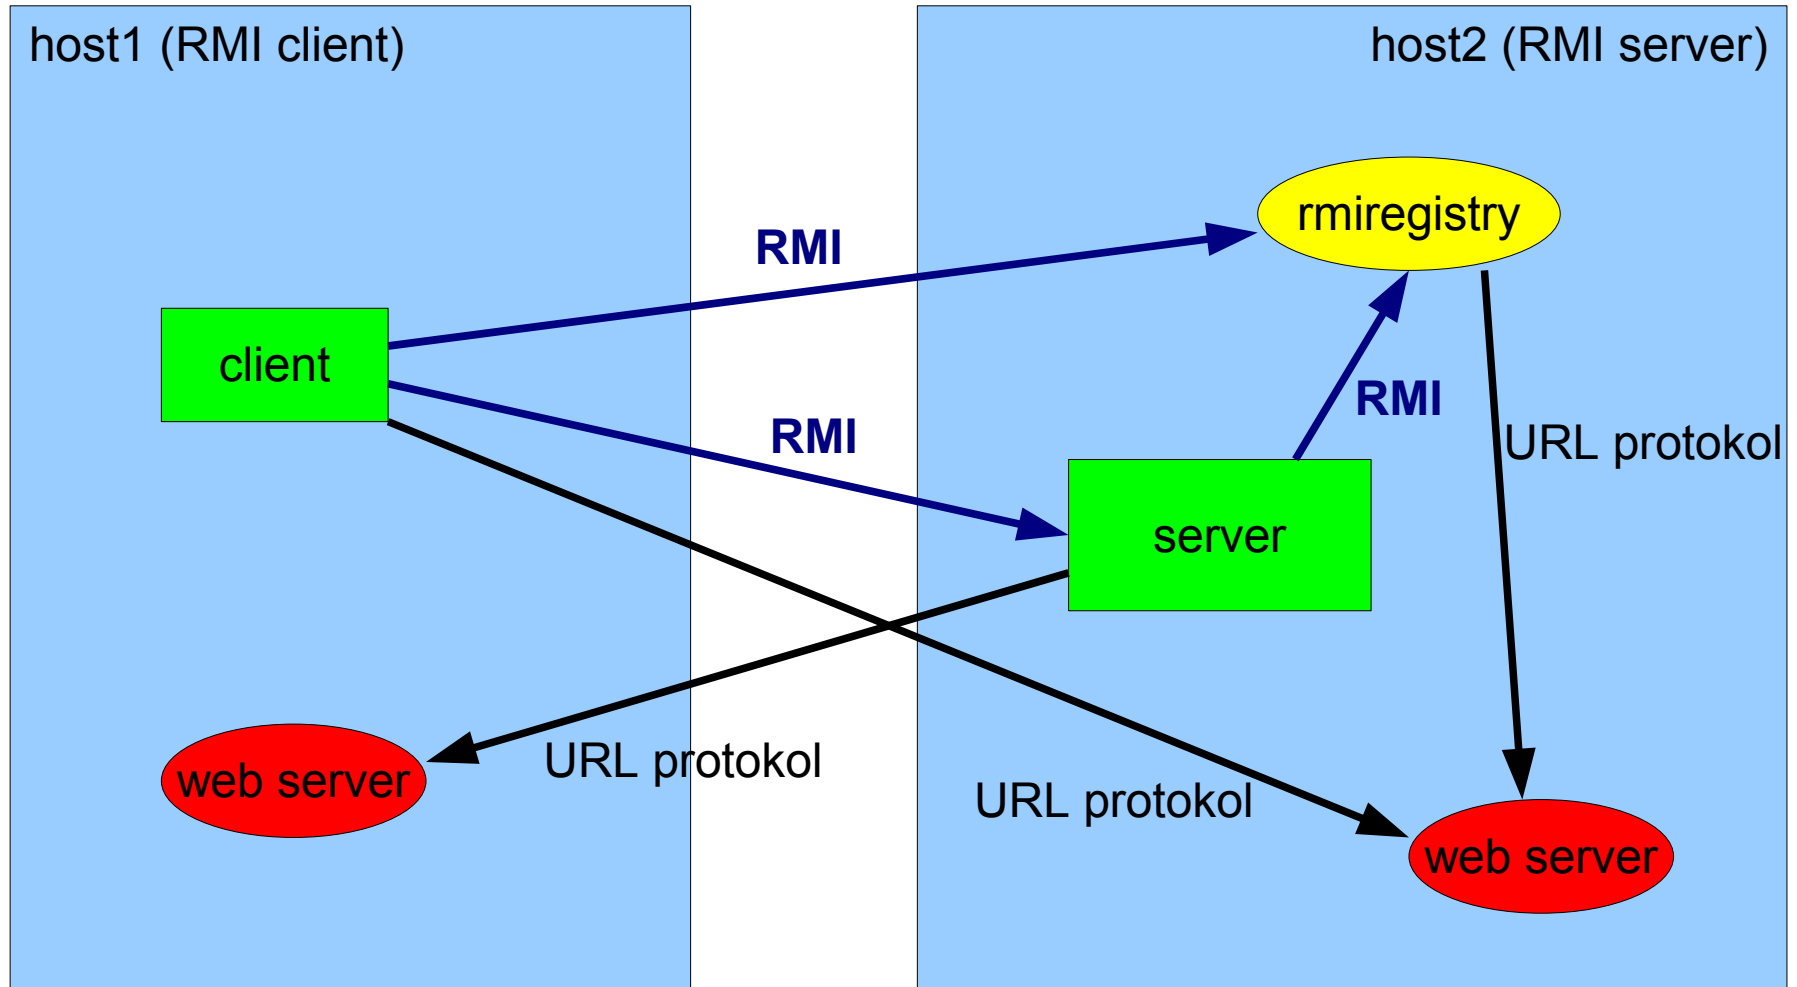 host1 (RMI client)
host2 (RMI server)
rmiregistry
RMI
client
RMI
RMI
URL protokol
server
URL protokol
web server
URL protokol
web server